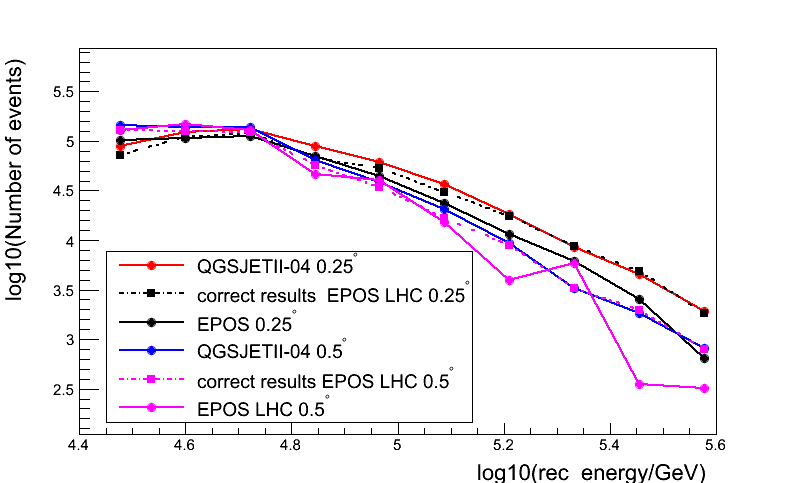 log10(Number of events)
5.5
5
4.5
4
3.5
3
2.5
QGSJETII-04 0.25°
correct results EPOS LHC 0.25°
EPOS 0.25°
QGSJETII-04 0.5°
correct results EPOS LHC 0.5°
EPOS LHC 0.5°
4.4 4.6 4.8 5 5.2 5.4 5.6
log10(rec_energy/GeV)